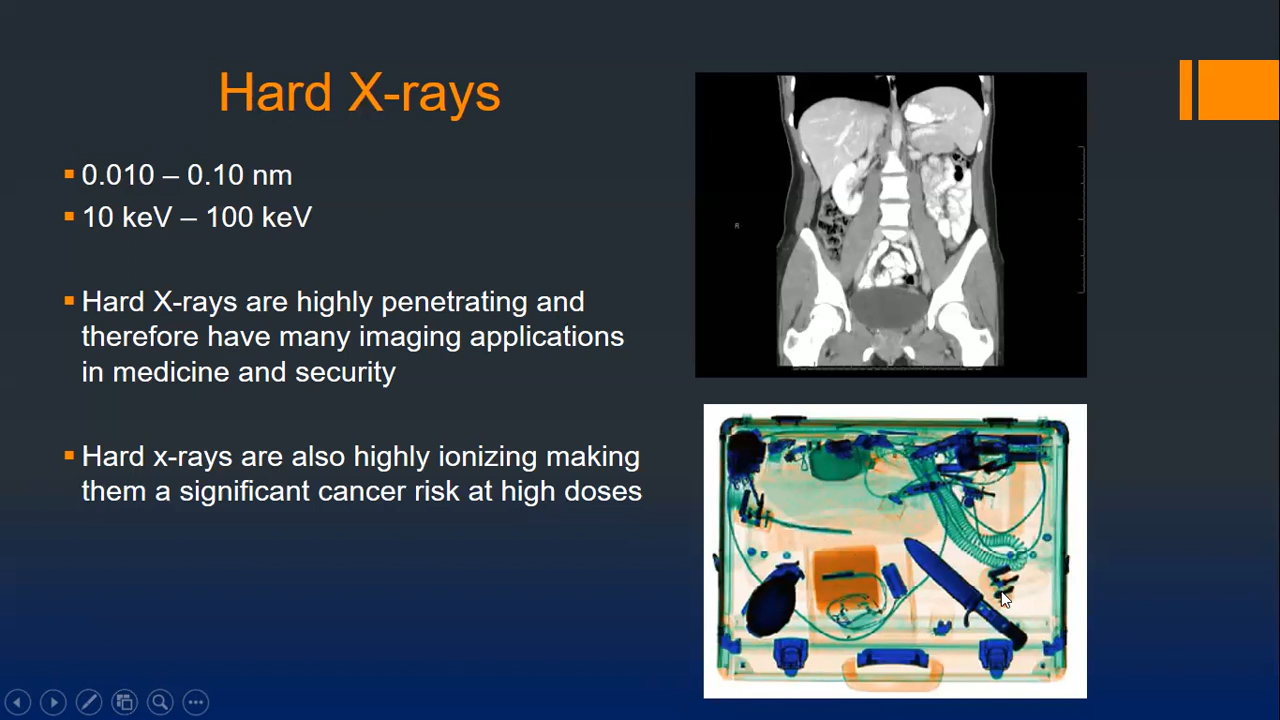 Hard X-rays
0.010 – 0.10 nm
10 keV – 100 keV
Hard X-rays are highly penetrating and
therefore have many imaging applications
in medicine and security
Hard x-rays are also highly ionizing making
them a significant cancer risk at high doses
R